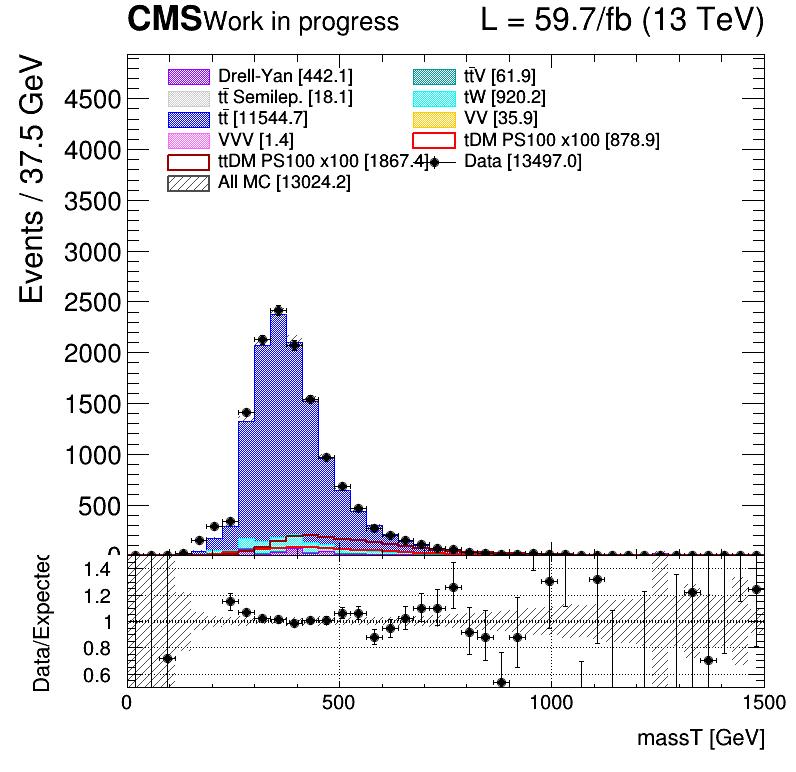 CMS Work in progress L = 59.7/fb (13 TeV)
Events / 37.5 GeV
Drell-Yan [442.1] tt̄V [61.9]
tt̄ Semilep. [18.1] tW [920.2]
tt̄ [11544.7] VV [35.9]
VVV [1.4] tDM PS100 x100 [878.9]
ttDM PS100 x100 [1867.4] Data [13497.0]
All MC [13024.2]
4500
4000
3500
3000
2500
2000
1500
1000
500
0
Data/Expected
1.4
1.2
1
0.8
0.6
0 500 1000 1500
massT [GeV]